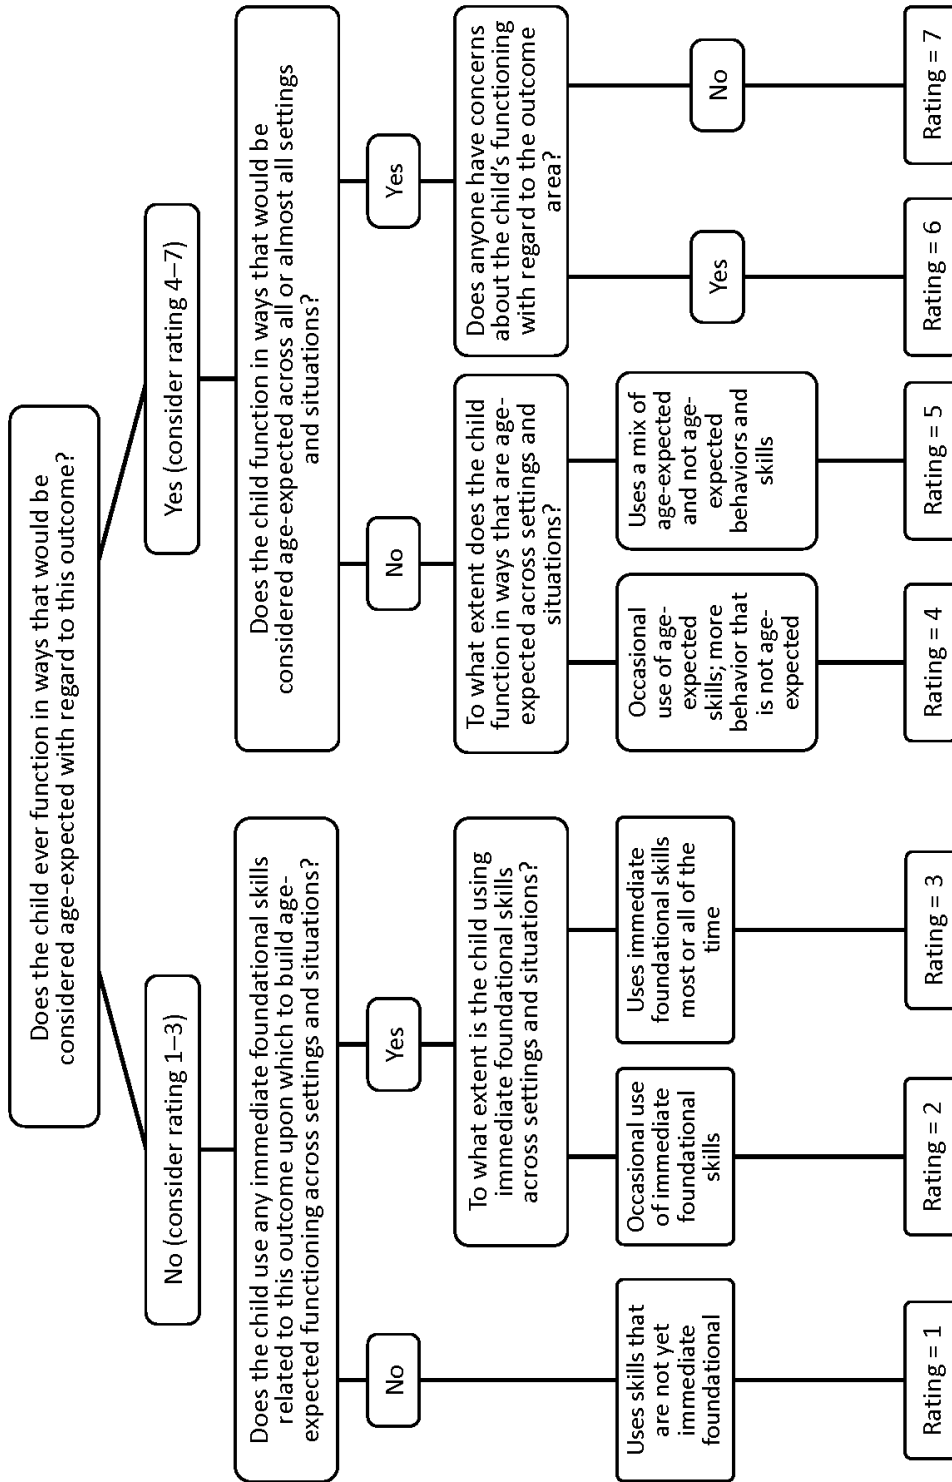 Does the child ever function in ways that would be
considered age-expected with regard to this outcome?
No (consider rating 1–3)
Yes (consider rating 4–7)
Does the child use any immediate foundational skills
related to this outcome upon which to build age-
expected functioning across settings and situations?
Does the child function in ways that would be
considered age-expected across all or almost all settings
and situations?
No
Yes
No
Yes
To what extent is the child using
immediate foundational skills
across settings and situations?
To what extent does the child
function in ways that are age-
expected across settings and
situations?
Does anyone have concerns
about the child's functioning
with regard to the outcome
area?
Uses skills that
are not yet
immediate
foundational
Occasional use
of immediate
foundational
skills
Uses immediate
foundational skills
most or all of the
time
Occasional
use of age-
expected
skills; more
behavior that
is not age-
expected
Uses a mix of
age-expected
and not age-
expected
behaviors and
skills
Yes
No
Rating = 1
Rating = 2
Rating = 3
Rating = 4
Rating = 5
Rating = 6
Rating = 7